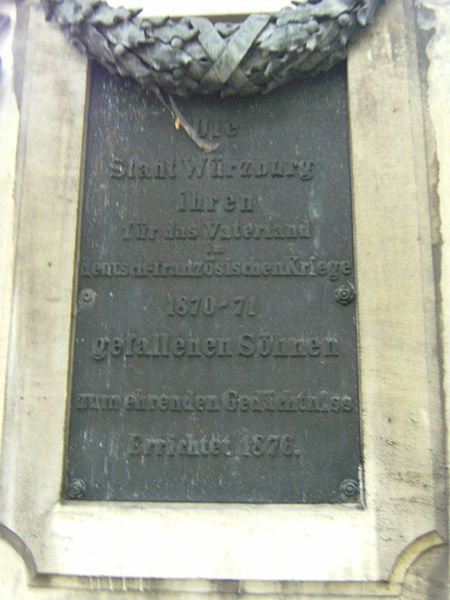 Die
Stadt Würzburg
ihren
für das Vaterland
in
deutsch-französischen Kriege
1870-71
gefallenen Söhnen
zum ehrenden Gedächtniss
Errichtet 1876.